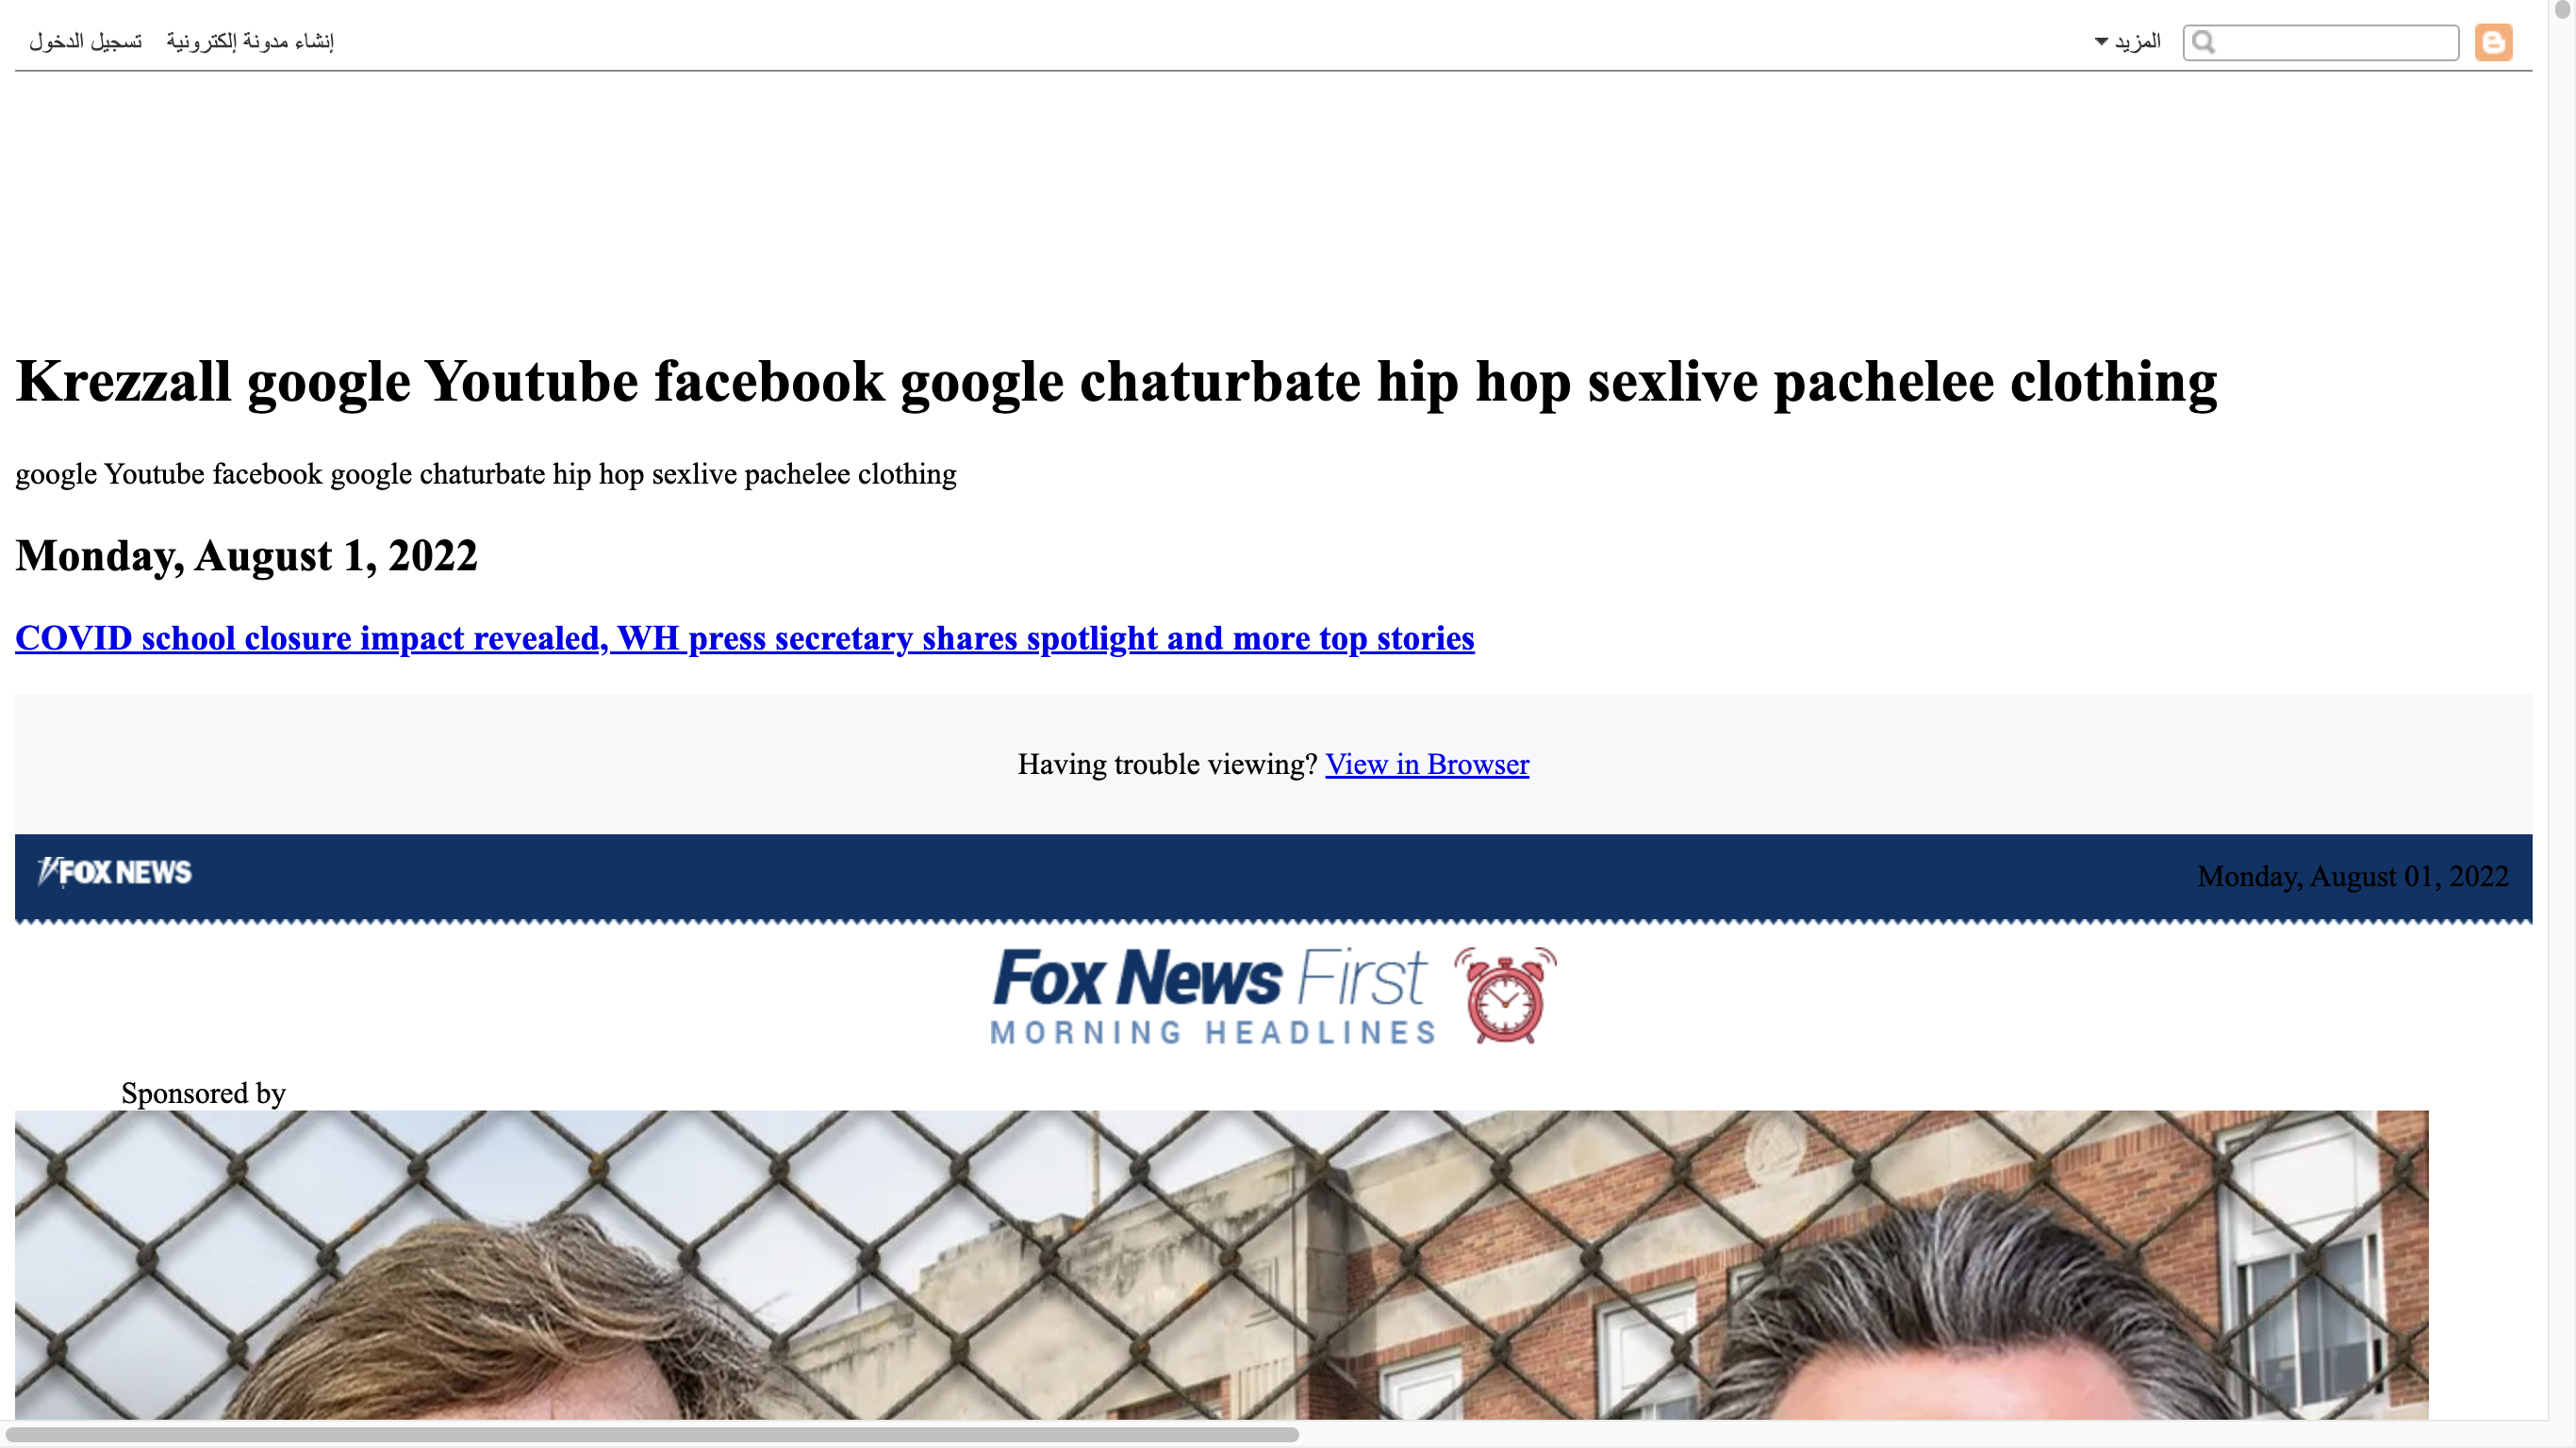 تسجيل الدخول إنشاء مدونة إلكترونية المزيد
Krezzall google Youtube facebook google chaturbate hip hop sexlive pachelee clothing
google Youtube facebook google chaturbate hip hop sexlive pachelee clothing
Monday, August 1, 2022
COVID school closure impact revealed, WH press secretary shares spotlight and more top stories
Having trouble viewing? View in Browser
FOX NEWS Monday, August 01, 2022
Fox News First
MORNING HEADLINES
Sponsored by